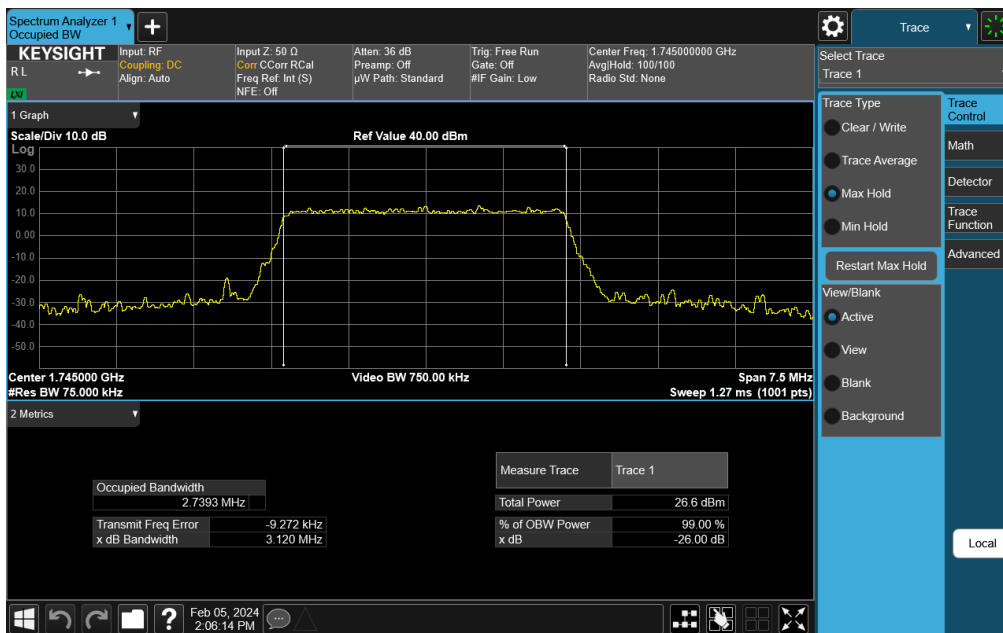 Spectrum Analyzer 1
Occupied BW
Trace
KEYSIGHT
R L
LXI
Input: RF
Coupling: DC
Align: Auto
Input Z: 50 Ω
Corr CCorr RCal
Freq Ref: Int (S)
NFE: Off
Atten: 36 dB
Preamp: Off
µW Path: Standard
Trig: Free Run
Gate: Off
#IF Gain: Low
Center Freq: 1.745000000 GHz
Avg|Hold: 100/100
Radio Std: None
Select Trace
Trace 1
1 Graph
Scale/Div 10.0 dB
Ref Value 40.00 dBm
Log
30.0
20.0
10.0
0.00
-10.0
-20.0
-30.0
-40.0
-50.0
Center 1.745000 GHz
Video BW 750.00 kHz
Span 7.5 MHz
#Res BW 75.000 kHz
Sweep 1.27 ms (1001 pts)
2 Metrics
Occupied Bandwidth
2.7393 MHz
Transmit Freq Error -9.272 kHz
x dB Bandwidth 3.120 MHz
Measure Trace Trace 1
Total Power 26.6 dBm
% of OBW Power 99.00 %
x dB -26.00 dB
Trace Type
Clear / Write
Trace Average
Max Hold
Min Hold
Restart Max Hold
View/Blank
Active
View
Blank
Background
Trace
Control
Math
Detector
Trace
Function
Advanced
Local
Feb 05, 2024
2:06:14 PM